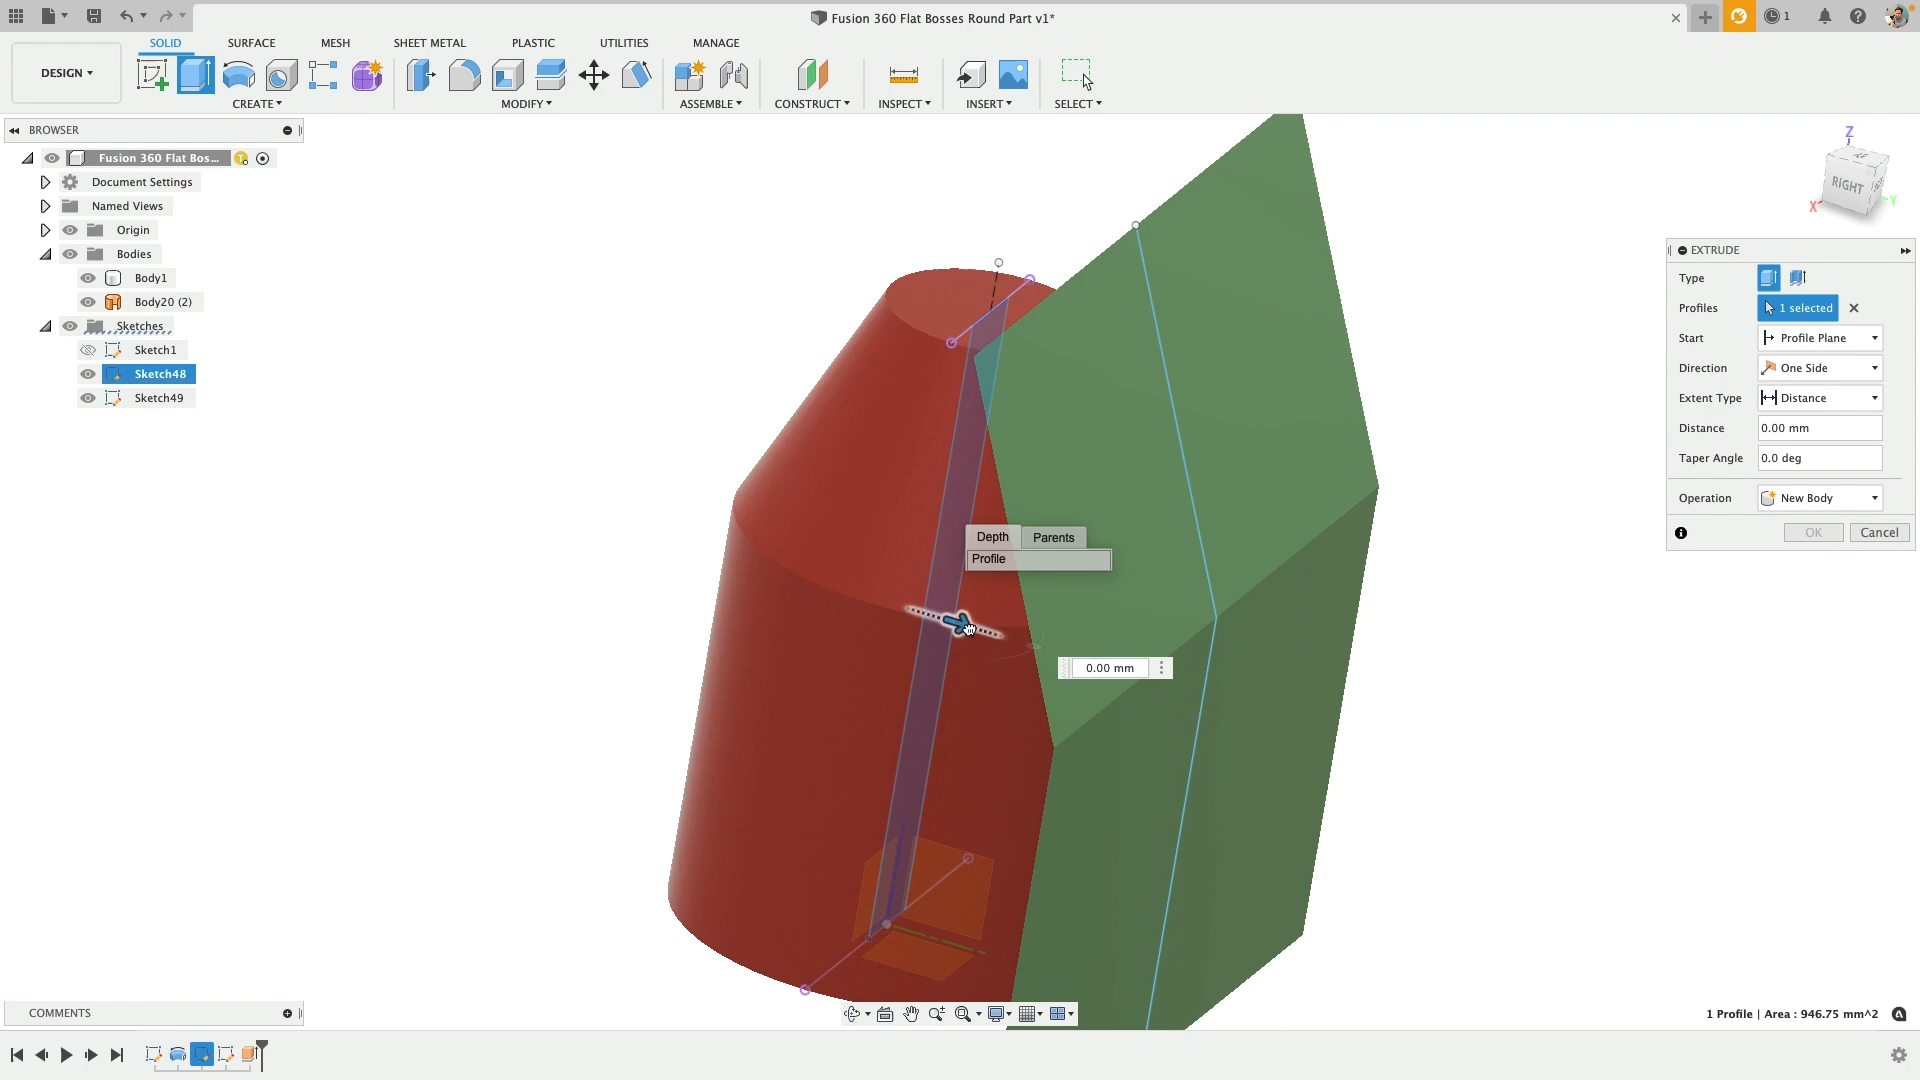 Fusion 360 Flat Bosses Round Part v1*
1
SOLID
SURFACE
MESH
SHEET METAL
PLASTIC
UTILITIES
MANAGE
DESIGN
CREATE
MODIFY
ASSEMBLE
CONSTRUCT
INSPECT
INSERT
SELECT
BROWSER
Fusion 360 Flat Bos...
Document Settings
Named Views
Origin
Bodies
Body1
Body20 (2)
Sketches
Sketch1
Sketch48
Sketch49
Z
RIGHT
X
Y
EXTRUDE
Type
Profiles
1 selected
Start
Profile Plane
Direction
One Side
Extent Type
Distance
Distance
0.00 mm
Taper Angle
0.0 deg
Operation
New Body
OK
Cancel
Depth
Parents
Profile
0.00 mm
COMMENTS
1 Profile | Area : 946.75 mm^2